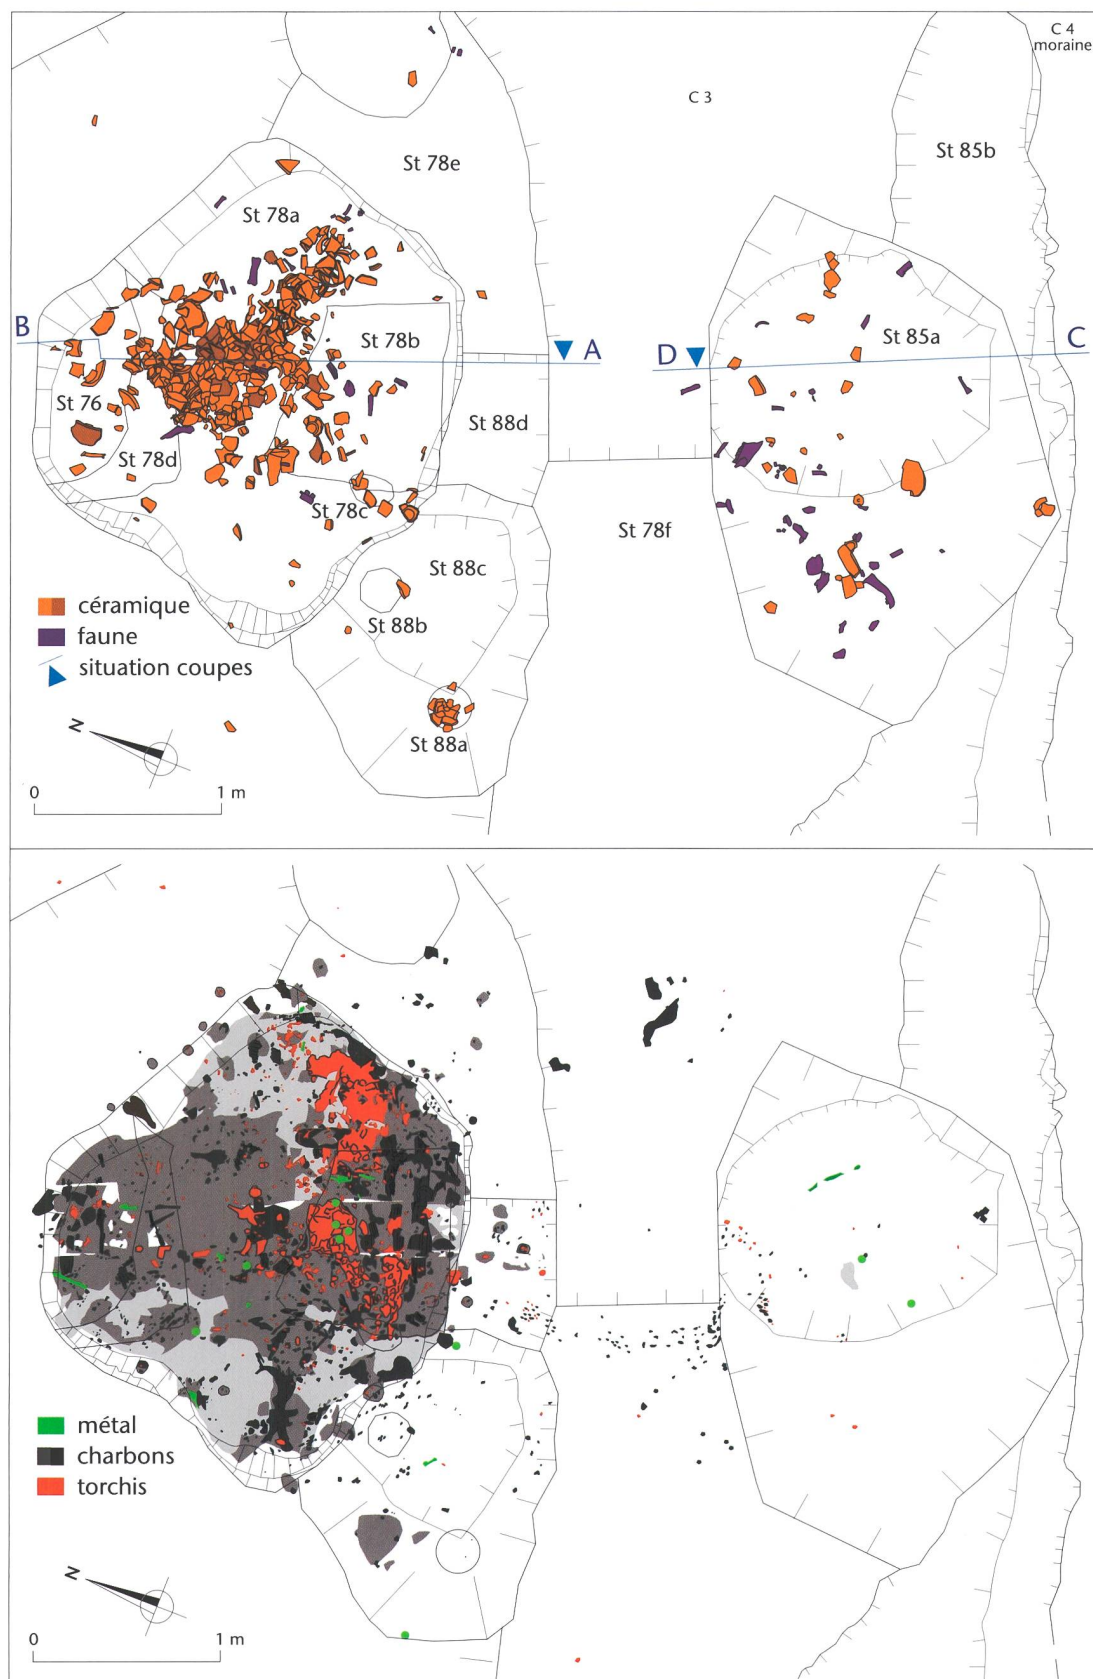 C 4
moraine
C 3
St 85b
St 78e
St 78a
B
St 78b
A
D
St 85a
C
St 76
St 88d
St 78d
St 78c
St 78f
St 88c
céramique
St 88b
faune
situation coupes
N
St 88a
0 1 m
métal
charbons
torchis
N
0 1 m